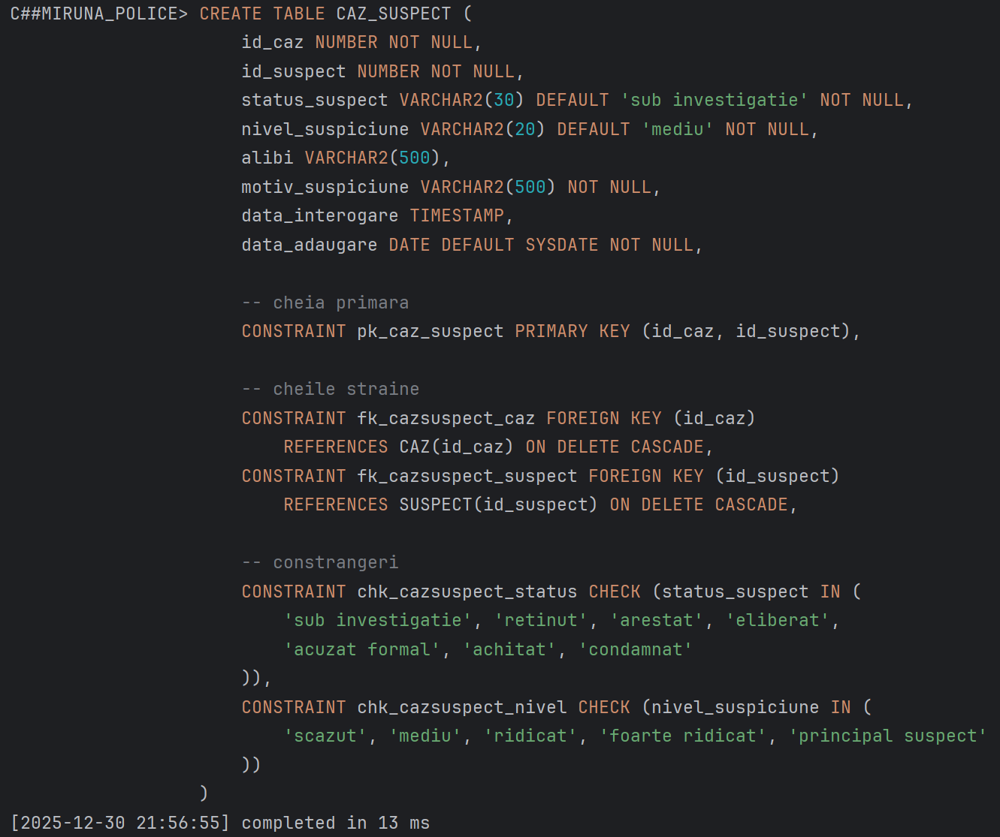 C##MIRUNA_POLICE> CREATE TABLE CAZ_SUSPECT (
id_caz NUMBER NOT NULL,
id_suspect NUMBER NOT NULL,
status_suspect VARCHAR2(30) DEFAULT 'sub investigatie' NOT NULL,
nivel_suspiciune VARCHAR2(20) DEFAULT 'mediu' NOT NULL,
alibi VARCHAR2(500),
motiv_suspiciune VARCHAR2(500) NOT NULL,
data_interogare TIMESTAMP,
data_adaugare DATE DEFAULT SYSDATE NOT NULL,
-- cheia primara
CONSTRAINT pk_caz_suspect PRIMARY KEY (id_caz, id_suspect),
-- cheile straine
CONSTRAINT fk_cazsuspect_caz FOREIGN KEY (id_caz)
REFERENCES CAZ(id_caz) ON DELETE CASCADE,
CONSTRAINT fk_cazsuspect_suspect FOREIGN KEY (id_suspect)
REFERENCES SUSPECT(id_suspect) ON DELETE CASCADE,
-- constrangeri
CONSTRAINT chk_cazsuspect_status CHECK (status_suspect IN (
'sub investigatie', 'retinut', 'arestat', 'eliberat',
'acuzat formal', 'achitat', 'condamnat'
)),
CONSTRAINT chk_cazsuspect_nivel CHECK (nivel_suspiciune IN (
'scazut', 'mediu', 'ridicat', 'foarte ridicat', 'principal suspect'
))
)
[2025-12-30 21:56:55] completed in 13 ms